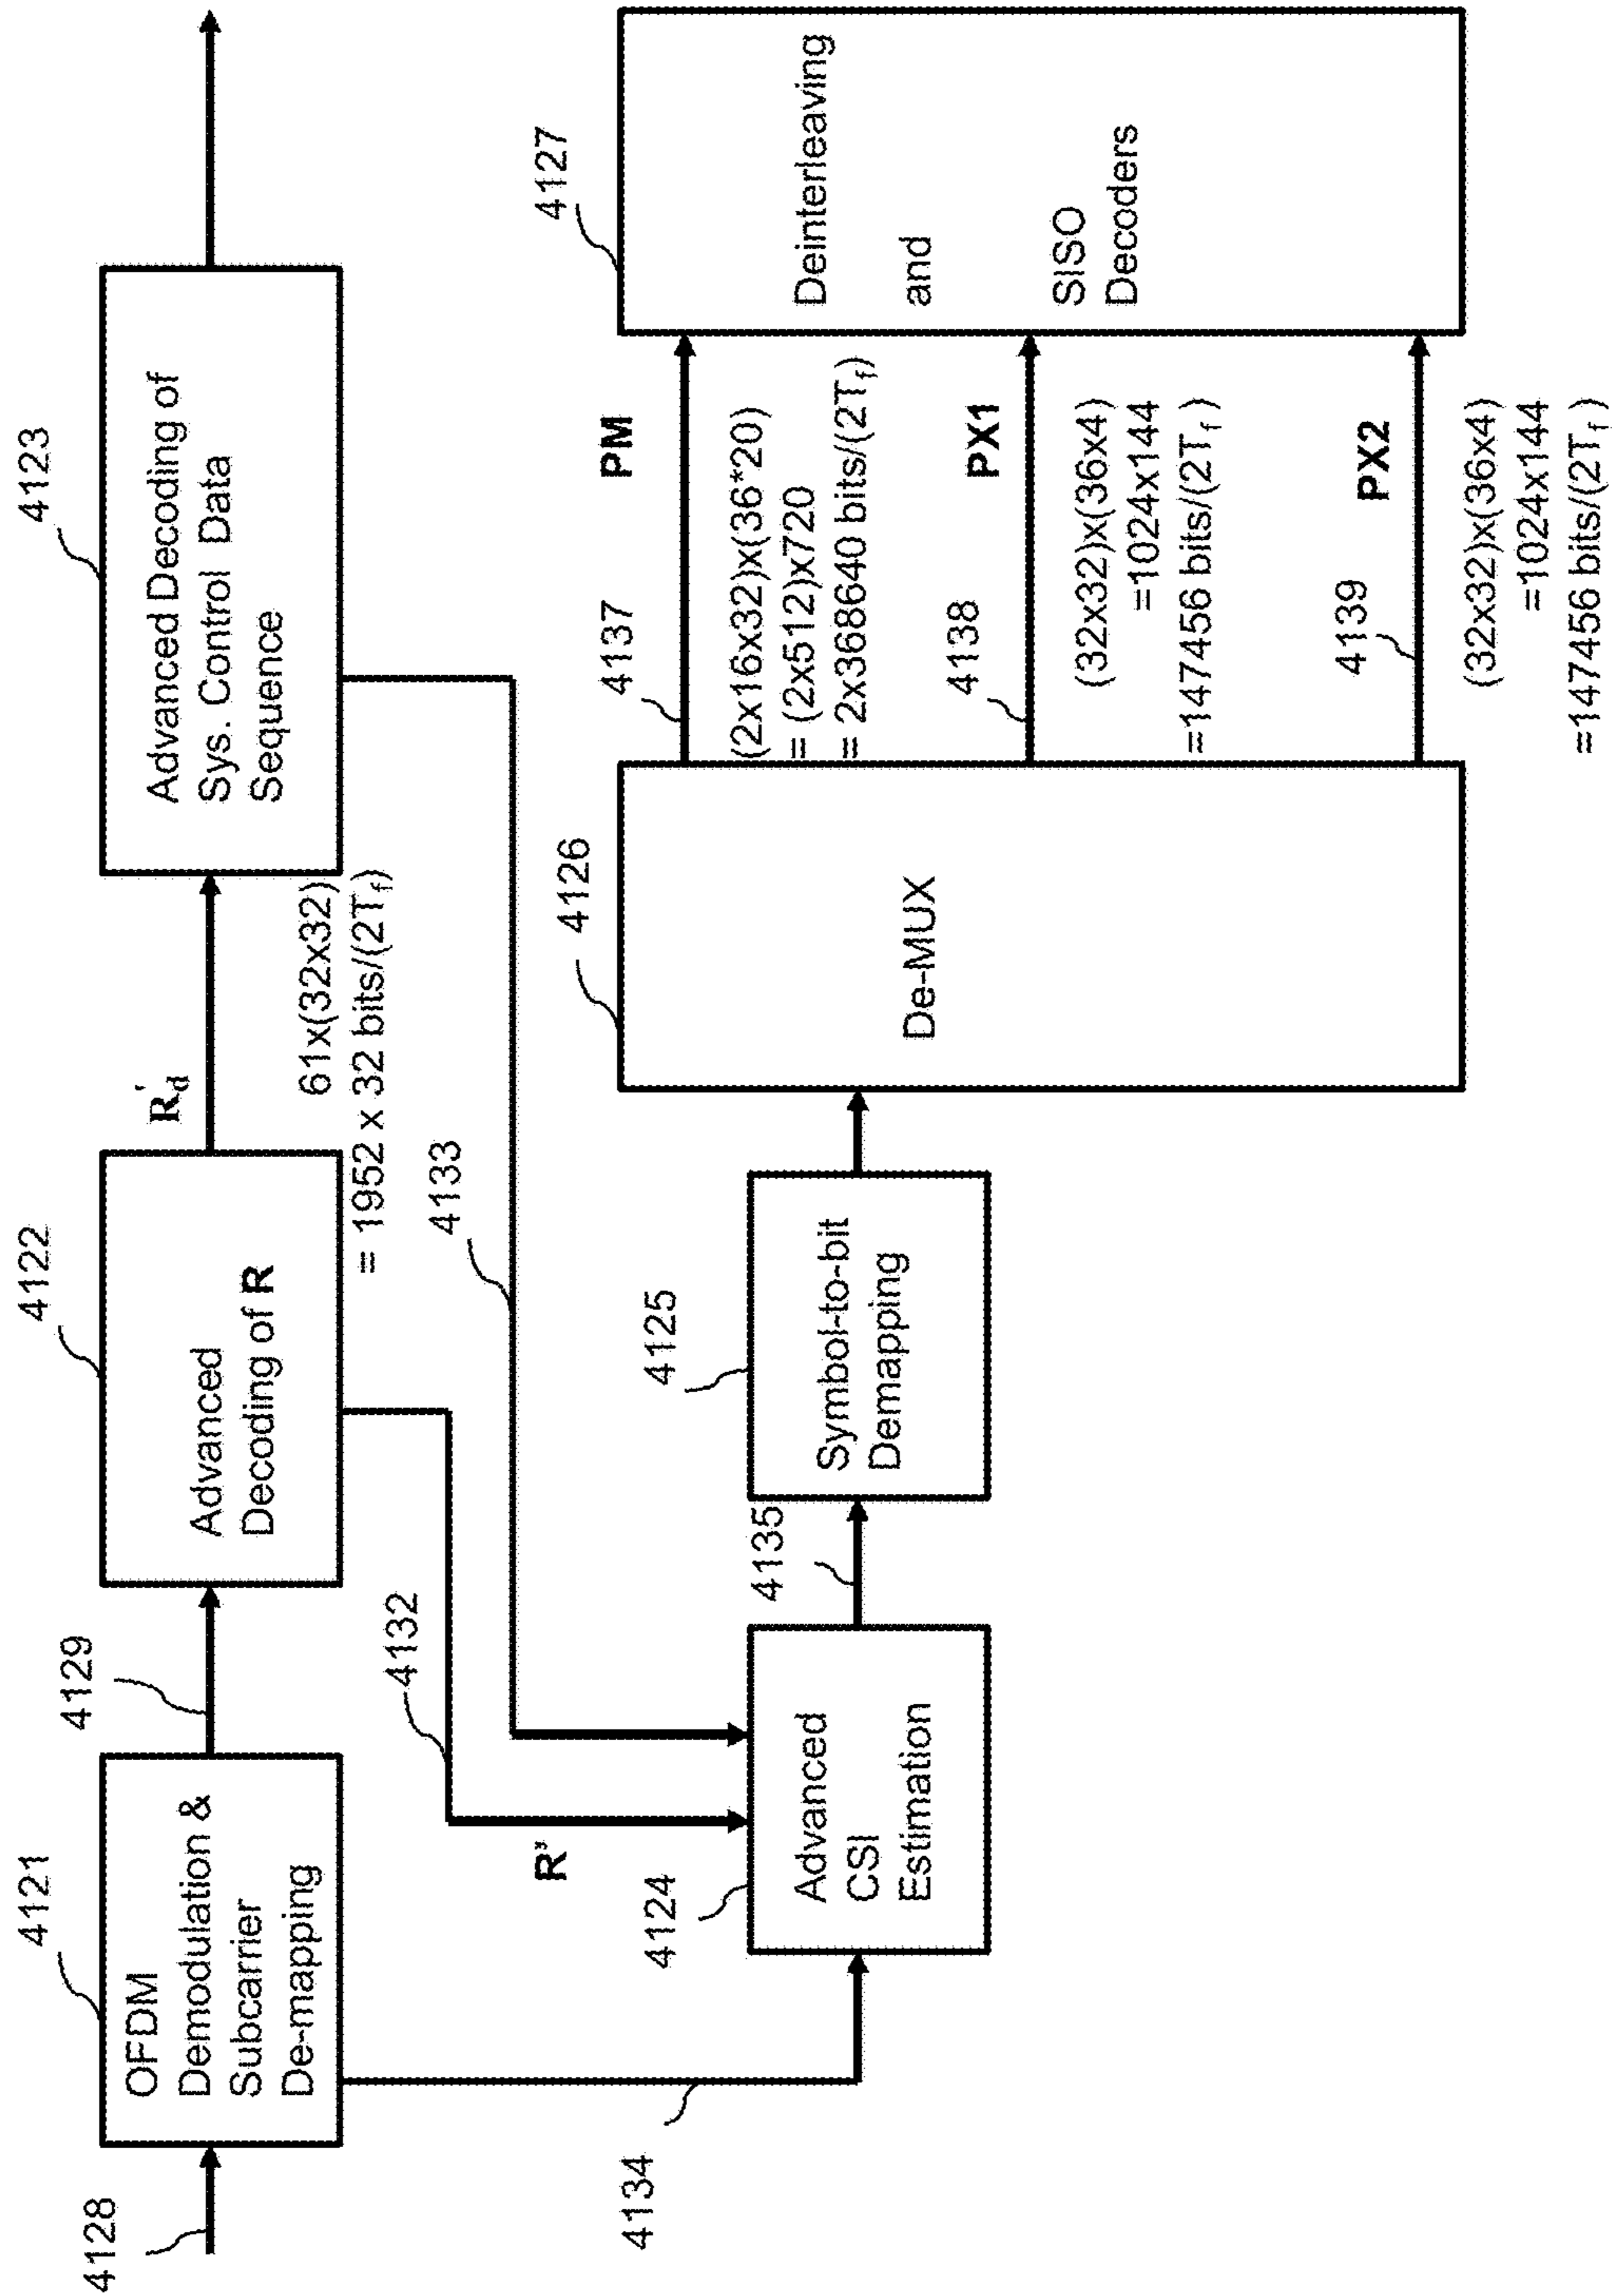 4128
4121
OFDM
Demodulation &
Subcarrier
De-mapping
4129
4122
Advanced
Decoding of R
R'd
61x(32x32)
= 1952 x 32 bits/(2Tf)
4123
Advanced Decoding of
Sys. Control Data
Sequence
4132
4133
R'
4134
4124
Advanced
CSI
Estimation
4135
4125
Symbol-to-bit
Demapping
4126
De-MUX
4137
PM
(2x16x32)x(36*20)
= (2x512)x720
= 2x368640 bits/(2Tf)
4138
PX1
(32x32)x(36x4)
=1024x144
=147456 bits/(2Tf)
4139
PX2
(32x32)x(36x4)
=1024x144
=147456 bits/(2Tf)
4127
Deinterleaving
and
SISO
Decoders